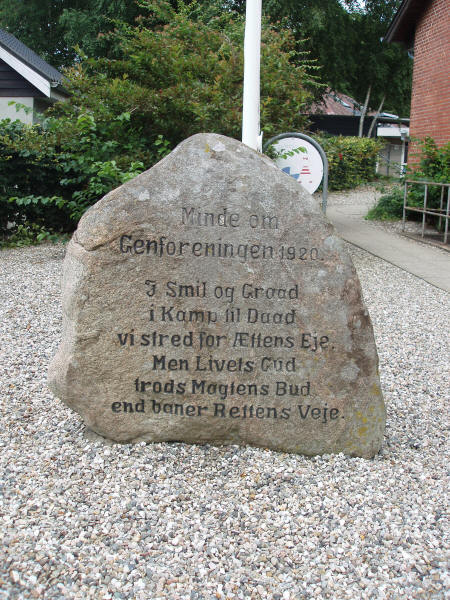 Minde om
Genforeningen 1920.
I Smil og Graad
i Kamp til Daad
vi stred for Ættens Eje.
Men Livets Gud
trods Magtens Bud
end baner Rettens Veje.